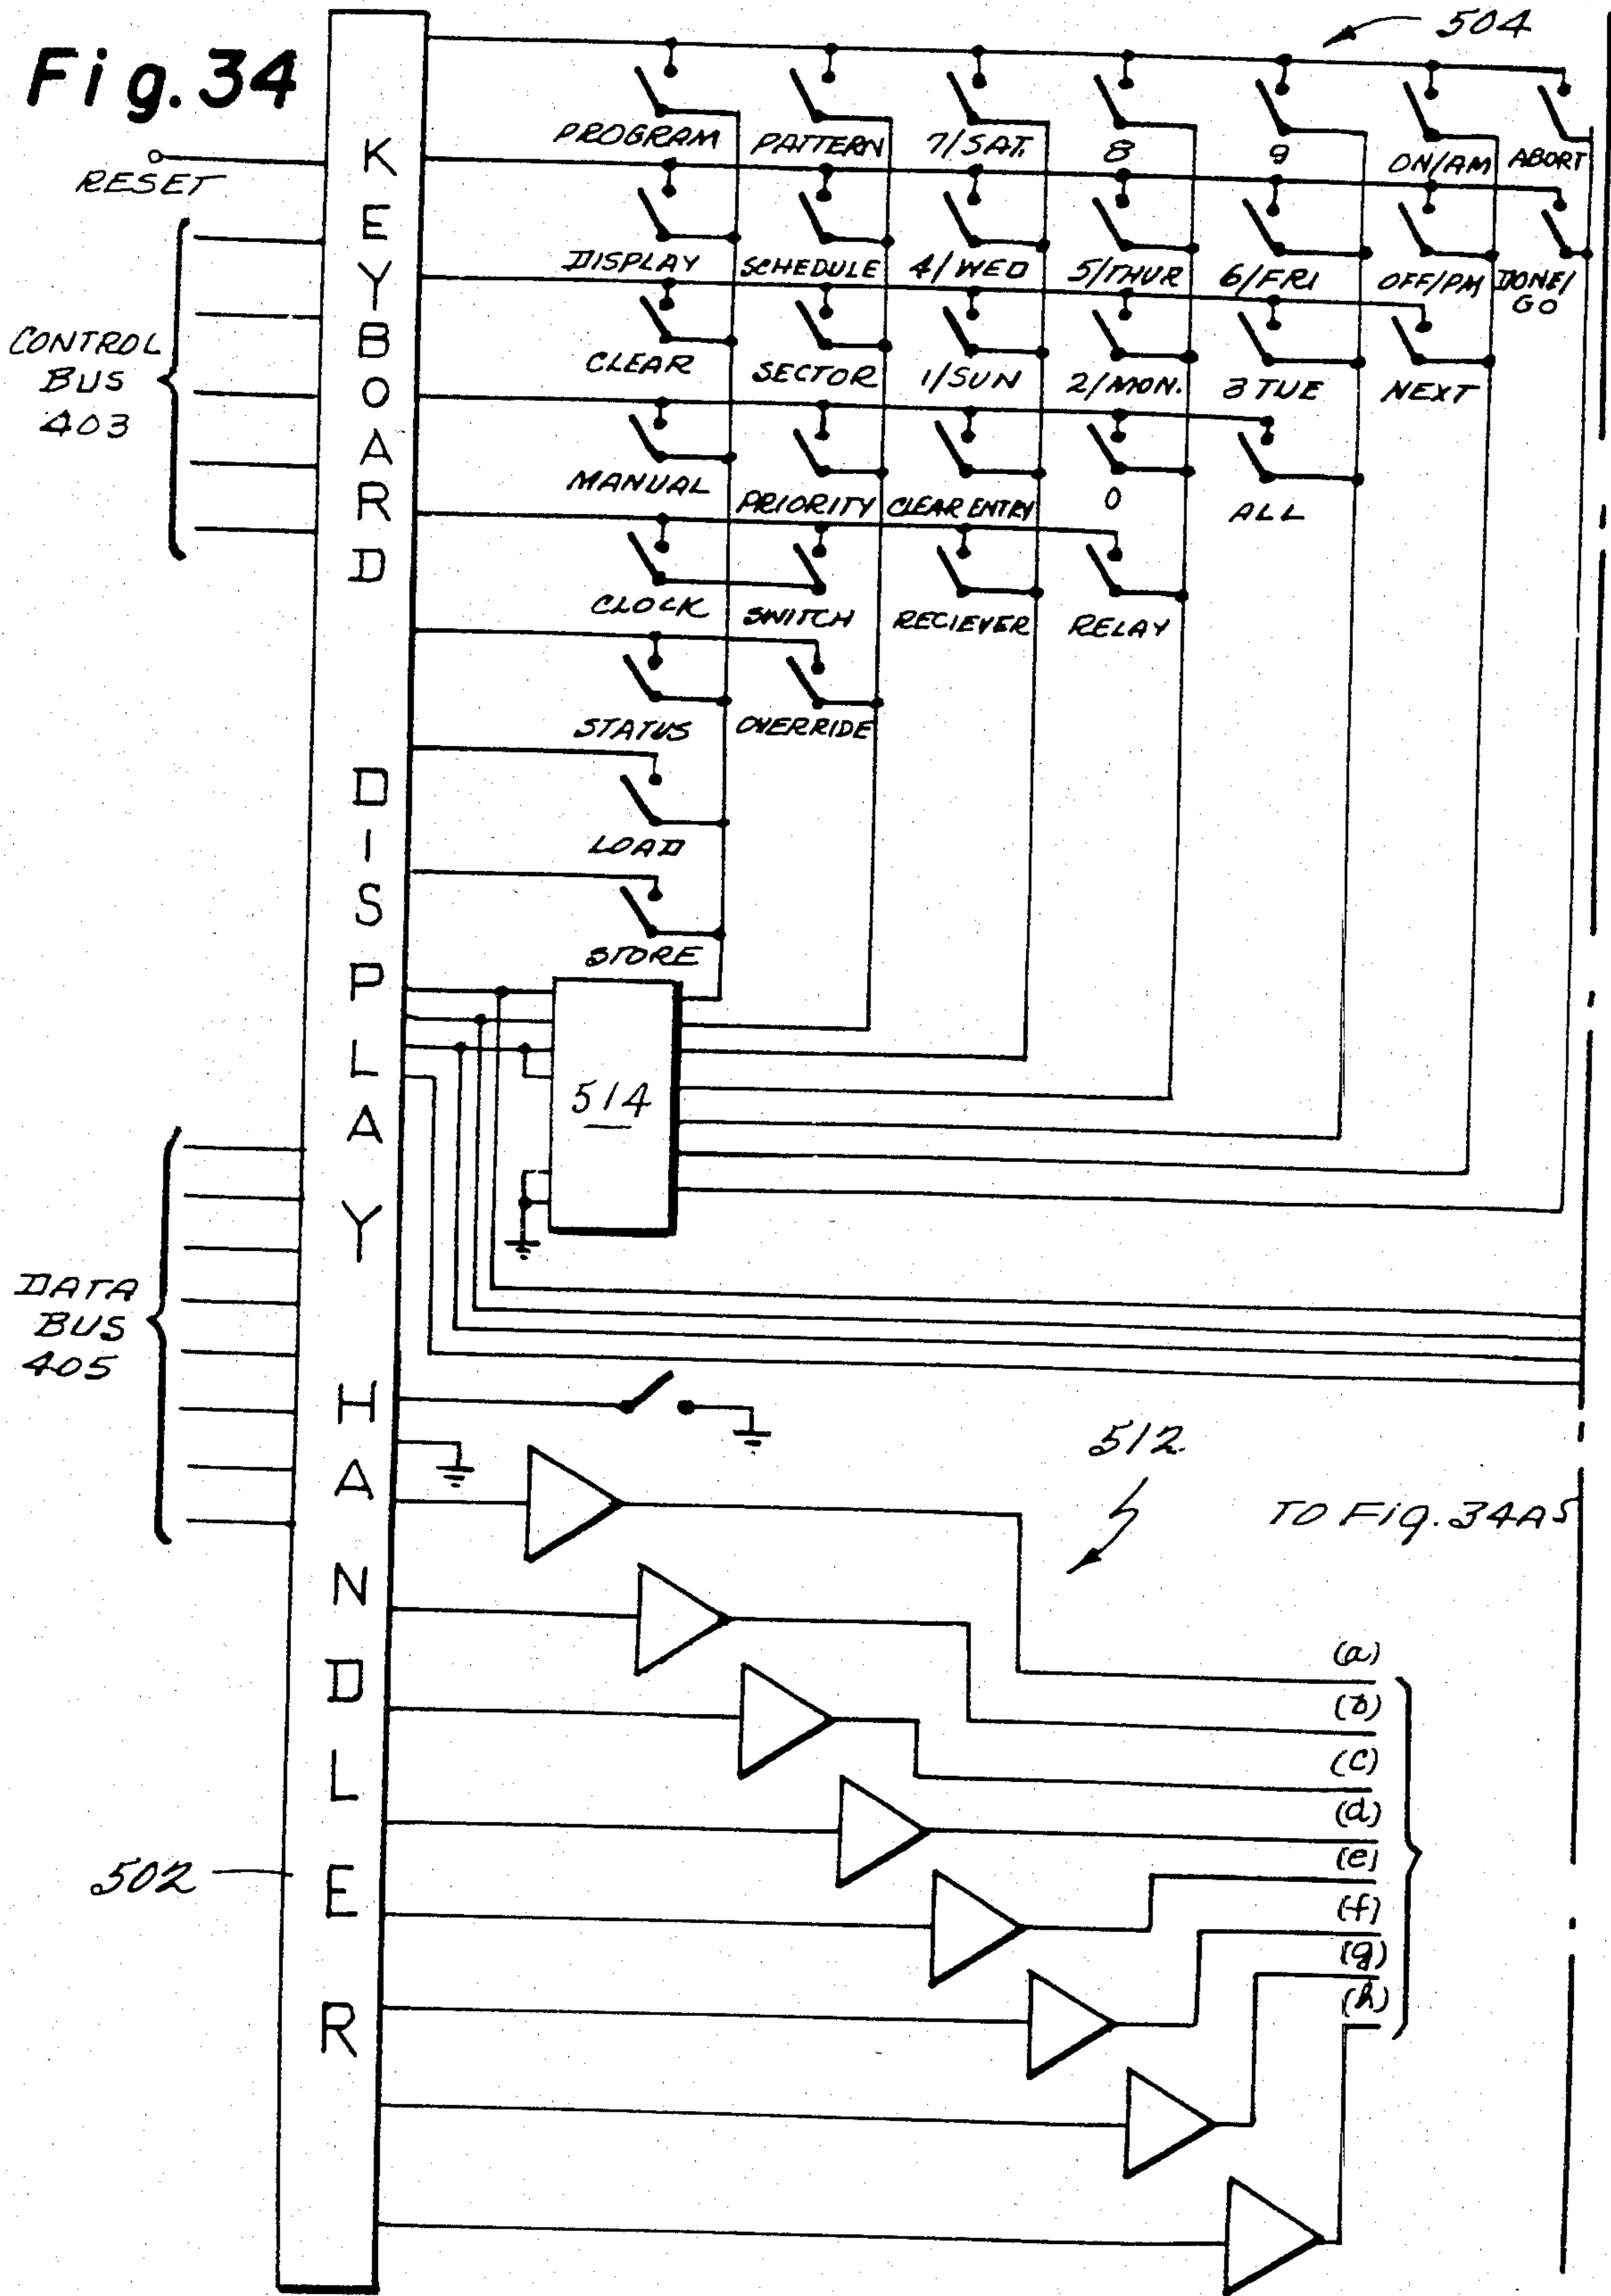 Fig.34
504
PROGRAM PATTERN 7/SAT. 8 9 ON/AM ABORT
RESET
DISPLAY SCHEDULE 4/WED 5/THUR 6/FRI OFF/PM DONE/
GO
CONTROL
BUS
403
CLEAR SECTOR 1/SUN 2/MON. 3 TUE NEXT
MANUAL PRIORITY CLEAR ENTRY 0 ALL
CLOCK SWITCH RECIEVER RELAY
STATUS OVERRIDE
LOAD
STORE
514
KEYBOARD DISPLAY HANDLER
DATA
BUS
405
512
TO Fig.34A
(a)
(b)
(c)
(d)
(e)
(f)
(g)
(h)
502